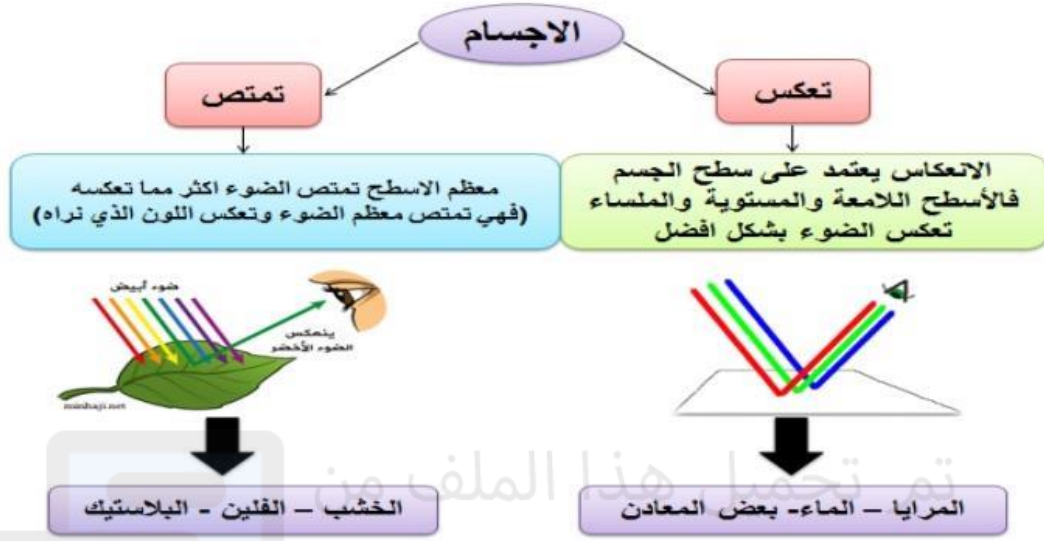 الاجسام
تعكس
تمتص
الانعكاس يعتمد على سطح الجسم
فالأسطح اللامعة والمستوية والملساء
تعكس الضوء بشكل افضل
معظم الاسطح تمتص الضوء اكثر مما تعكسه
(فهي تمتص معظم الضوء وتعكس اللون الذي نراه)
ضوء أبيض
ينعكس
الضوء الأخضر
minhaji.net
تم تحميل هذا الملف من
المرايا – الماء- بعض المعادن
الخشب – الفلين - البلاستيك